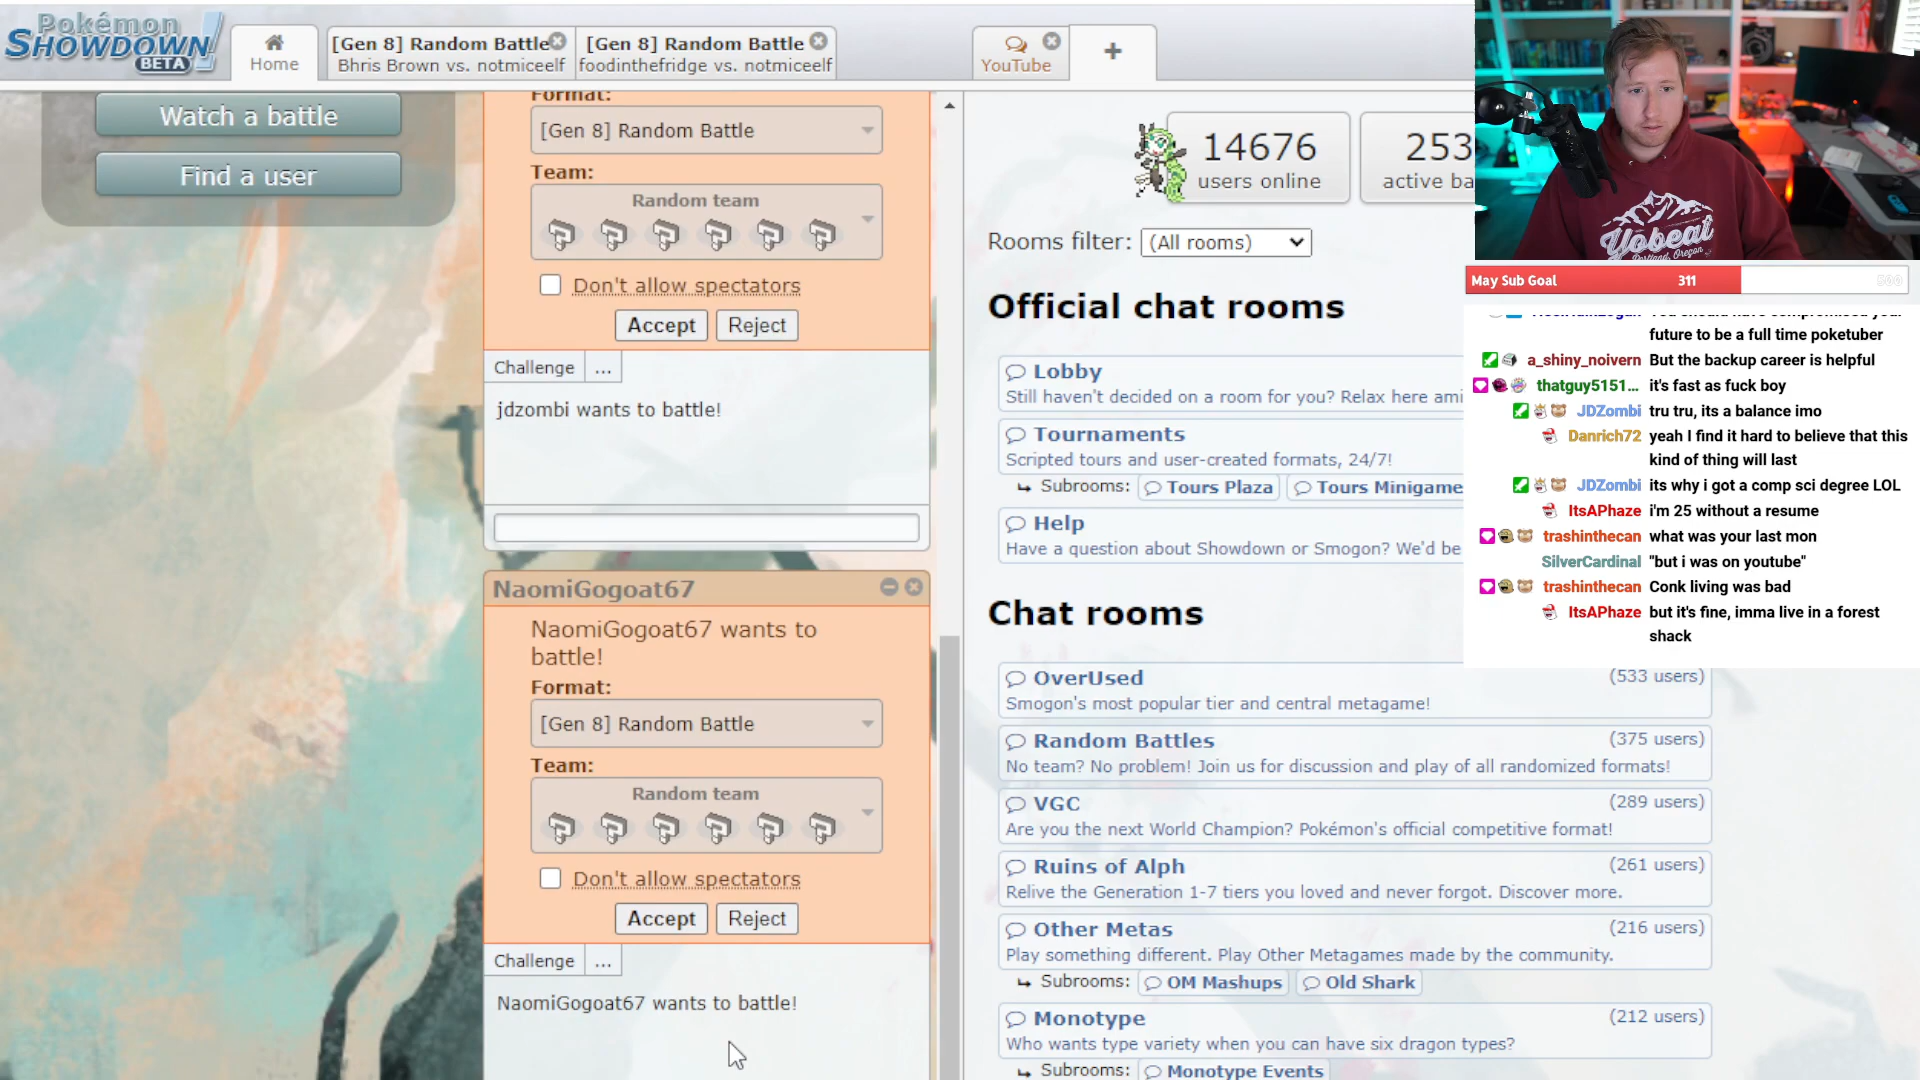 Pokémon
SHOWDOWN!
BETA
Home
[Gen 8] Random Battle
Bhris Brown vs. notmiceelf
[Gen 8] Random Battle
foodinthefridge vs. notmiceelf
YouTube
+
Watch a battle
Find a user
Format:
[Gen 8] Random Battle
Team:
Random team
Don't allow spectators
Accept
Reject
Challenge
...
jdzombi wants to battle!
NaomiGogoat67
NaomiGogoat67 wants to
battle!
Format:
[Gen 8] Random Battle
Team:
Random team
Don't allow spectators
Accept
Reject
Challenge
...
NaomiGogoat67 wants to battle!
14676
users online
253
active ba
Rooms filter: (All rooms)
Official chat rooms
Lobby
Still haven't decided on a room for you? Relax here ami
Tournaments
Scripted tours and user-created formats, 24/7!
Subrooms: Tours Plaza Tours Minigame
Help
Have a question about Showdown or Smogon? We'd be
Chat rooms
OverUsed (533 users)
Smogon's most popular tier and central metagame!
Random Battles (375 users)
No team? No problem! Join us for discussion and play of all randomized formats!
VGC (289 users)
Are you the next World Champion? Pokémon's official competitive format!
Ruins of Alph (261 users)
Relive the Generation 1-7 tiers you loved and never forgot. Discover more.
Other Metas (216 users)
Play something different. Play Other Metagames made by the community.
Subrooms: OM Mashups Old Shark
Monotype (212 users)
Who wants type variety when you can have six dragon types?
Subrooms: Monotype Events
Yobeat
Portland, Oregon
May Sub Goal 311
future to be a full time poketuber
a_shiny_noivern But the backup career is helpful
thatguy5151... it's fast as fuck boy
JDZombi tru tru, its a balance imo
Danrich72 yeah I find it hard to believe that this
kind of thing will last
JDZombi its why i got a comp sci degree LOL
ItsAPhaze i'm 25 without a resume
trashinthecan what was your last mon
SilverCardinal "but i was on youtube"
trashinthecan Conk living was bad
ItsAPhaze but it's fine, imma live in a forest
shack